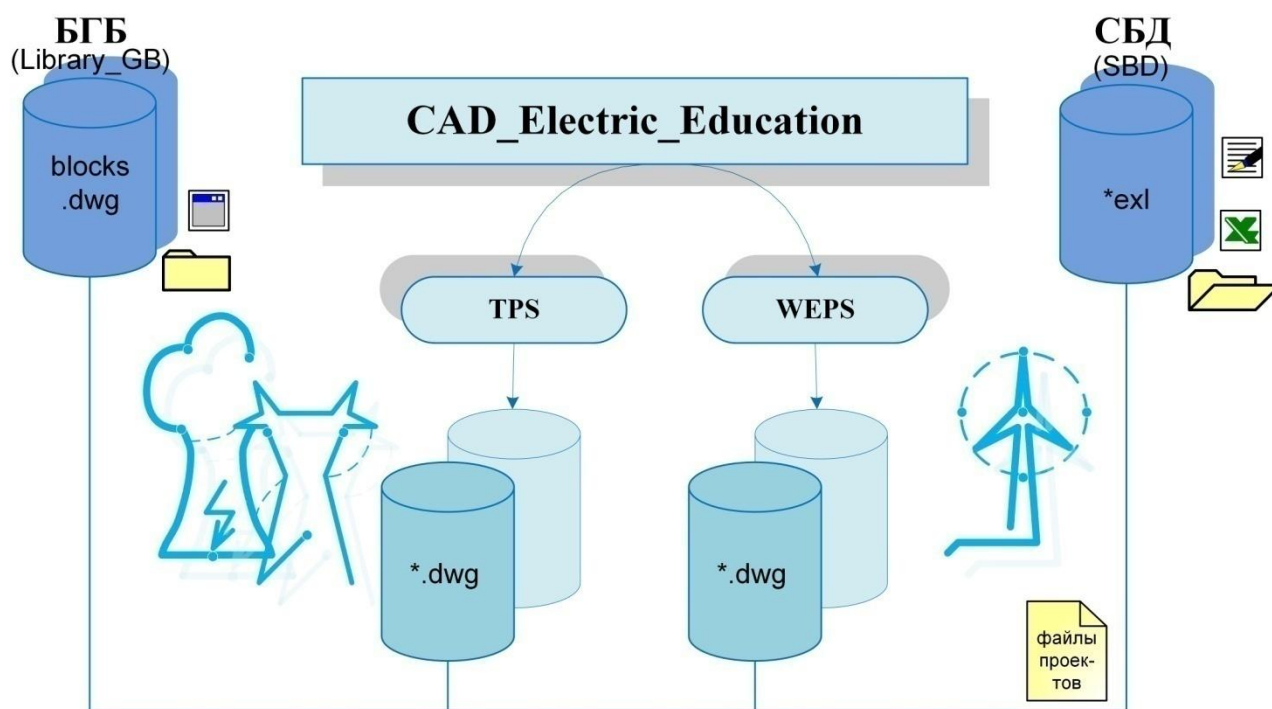 БГБ
(Library_GB)
СБД
(SBD)
CAD_Electric_Education
blocks
.dwg
*exl
TPS
WEPS
*.dwg
*.dwg
файлы
проек-
тов